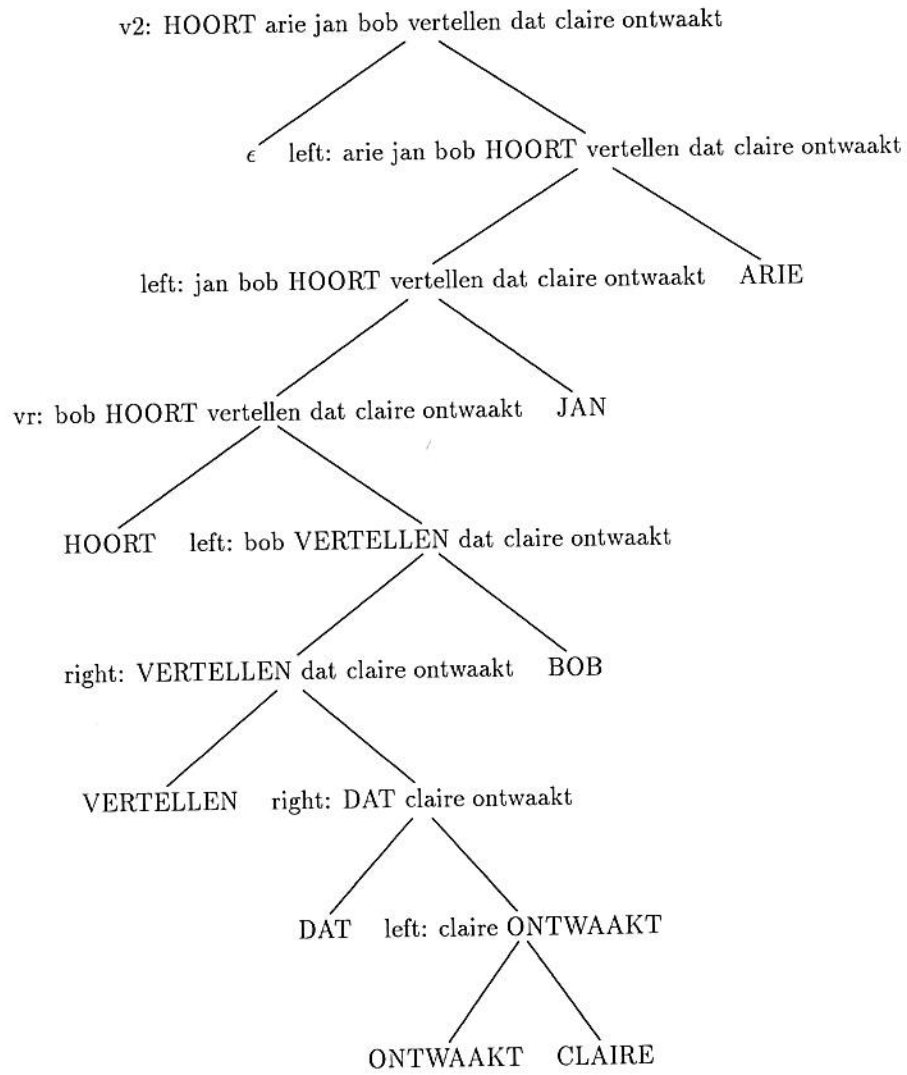 v2: HOORT arie jan bob vertellen dat claire ontwaakt
ϵ left: arie jan bob HOORT vertellen dat claire ontwaakt
left: jan bob HOORT vertellen dat claire ontwaakt ARIE
vr: bob HOORT vertellen dat claire ontwaakt JAN
HOORT left: bob VERTELLEN dat claire ontwaakt
right: VERTELLEN dat claire ontwaakt BOB
VERTELLEN right: DAT claire ontwaakt
DAT left: claire ONTWAAKT
ONTWAAKT CLAIRE